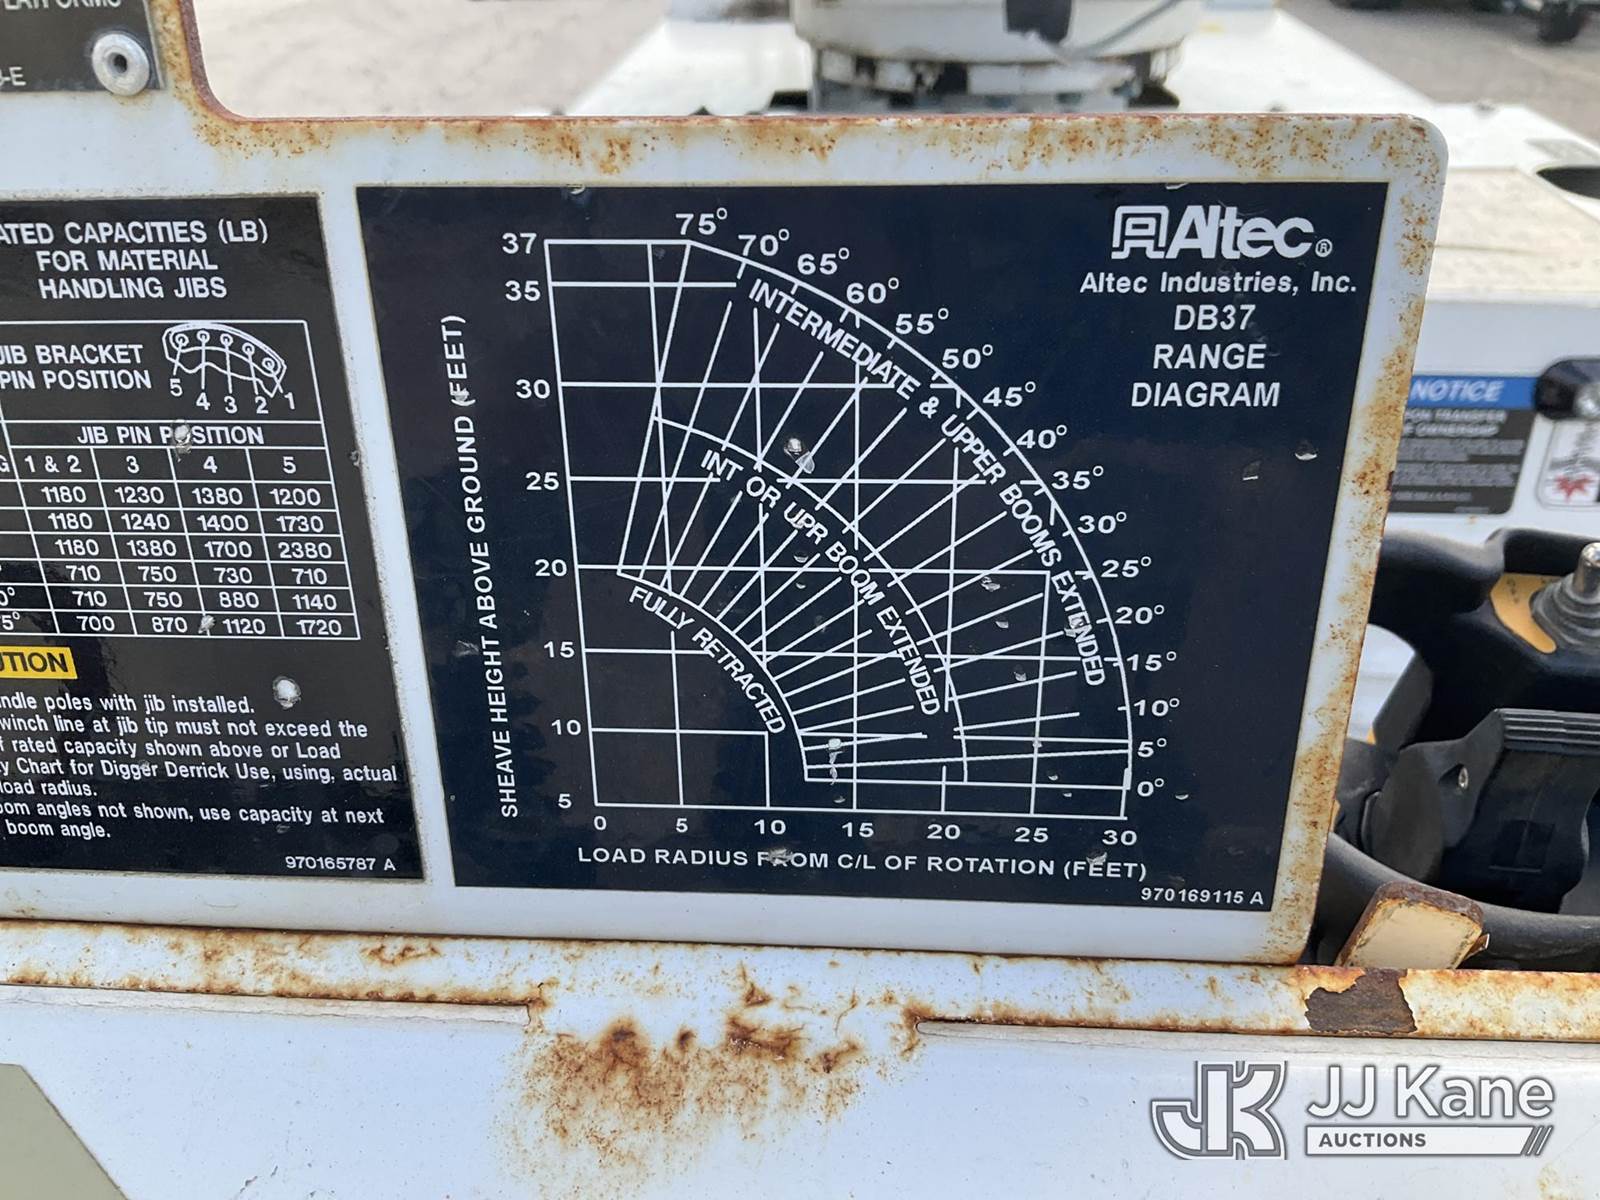 -E
RATED CAPACITIES (LB)
FOR MATERIAL
HANDLING JIBS
JIB BRACKET
PIN POSITION
5 4 3 2 1
JIB PIN POSITION
1 & 2 3 4 5
1180 1230 1380 1200
1180 1240 1400 1730
1180 1380 1700 2380
710 750 730 710
0° 710 750 880 1140
5° 700 870 1120 1720
UTION
ndle poles with jib installed.
winch line at jib tip must not exceed the
f rated capacity shown above or Load
y Chart for Digger Derrick Use, using, actual
load radius.
oom angles not shown, use capacity at next
boom angle.
970165787 A
Altec®
Altec Industries, Inc.
DB37
RANGE
DIAGRAM
SHEAVE HEIGHT ABOVE GROUND (FEET)
37
35
30
25
20
15
10
5
75° 70° 65° 60° 55° 50° 45° 40° 35° 30° 25° 20° 15° 10° 5° 0°
INTERMEDIATE & UPPER BOOMS EXTENDED
INT OR UPR BOOM EXTENDED
FULLY RETRACTED
0 5 10 15 20 25 30
LOAD RADIUS FROM C/L OF ROTATION (FEET)
970169115 A
NOTICE
TRANSFER
OWNERSHIP
JK JJ Kane
AUCTIONS